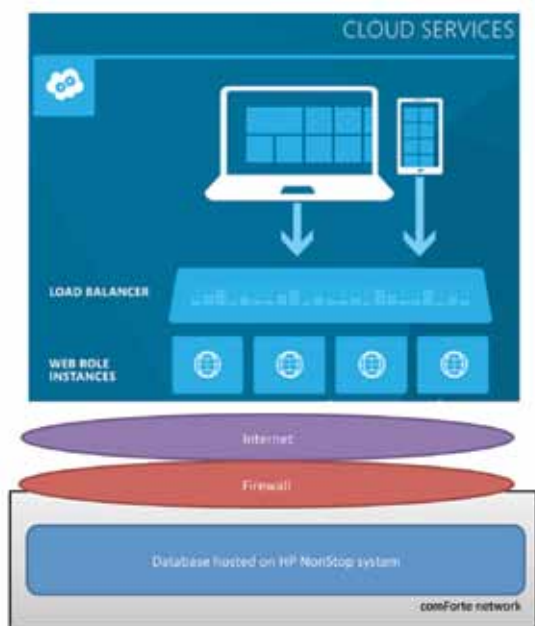 CLOUD SERVICES
LOAD BALANCER
WEB ROLE
INSTANCES
Internet
Firewall
Database hosted on HP NonStop system
comForte network